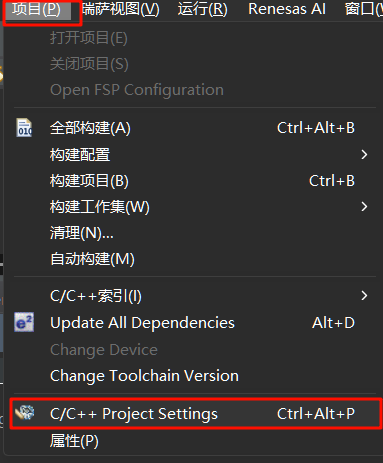 项目(P) 瑞萨视图(V) 运行(R) Renesas AI 窗口(
打开项目(E)
关闭项目(S)
Open FSP Configuration
全部构建(A) Ctrl+Alt+B
构建配置
构建项目(B) Ctrl+B
构建工作集(W)
清理(N)...
自动构建(M)
C/C++索引(I)
Update All Dependencies Alt+D
Change Device
Change Toolchain Version
C/C++ Project Settings Ctrl+Alt+P
属性(P)